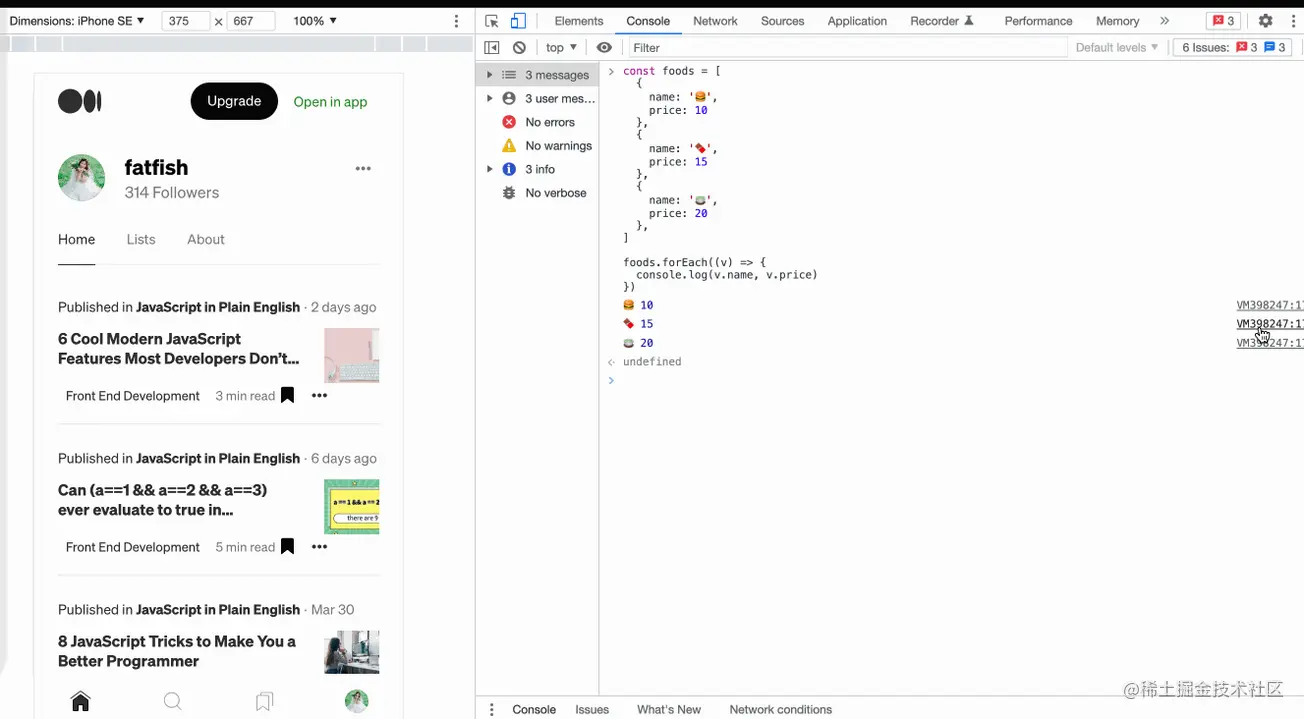 Dimensions: iPhone SE ▼ 375 x 667 100% ▼
Elements Console Network Sources Application Recorder Performance Memory » 3
top ▼ Filter Default levels ▼ 6 Issues: 3 3
Upgrade
Open in app
fatfish
314 Followers
Home Lists About
Published in JavaScript in Plain English · 2 days ago
6 Cool Modern JavaScript
Features Most Developers Don't...
Front End Development 3 min read
Published in JavaScript in Plain English · 6 days ago
Can (a==1 && a==2 && a==3)
ever evaluate to true in...
a==1 && a==2
there are 9
Front End Development 5 min read
Published in JavaScript in Plain English · Mar 30
8 JavaScript Tricks to Make You a
Better Programmer
3 messages
3 user mes...
No errors
No warnings
3 info
No verbose
const foods = [
{
name: '🍔',
price: 10
},
{
name: '🍫',
price: 15
},
{
name: '🍵',
price: 20
},
]
foods.forEach((v) => {
console.log(v.name, v.price)
})
🍔 10 VM398247:1
🍫 15 VM398247:1
🍵 20 VM398247:1
undefined
@稀土掘金技术社区
Console Issues What's New Network conditions